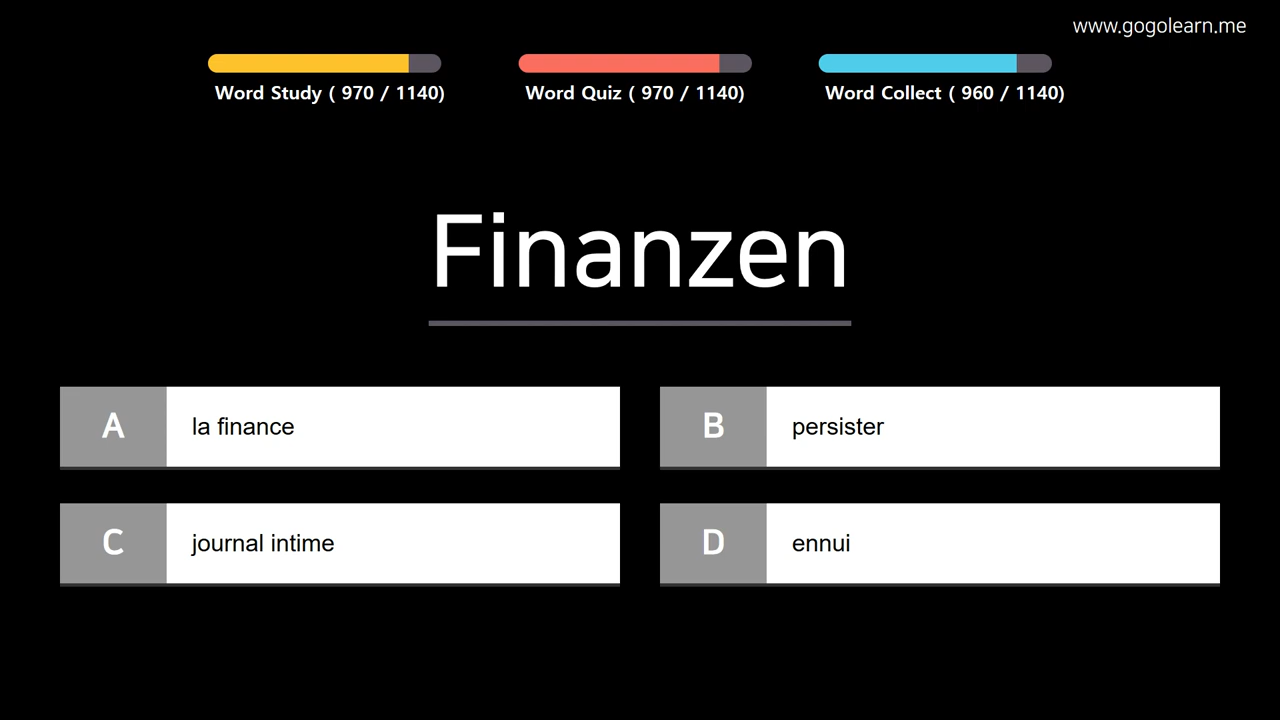 www.gogolearn.me
Word Study ( 970 / 1140)
Word Quiz ( 970 / 1140)
Word Collect ( 960 / 1140)
Finanzen
A la finance
B persister
C journal intime
D ennui